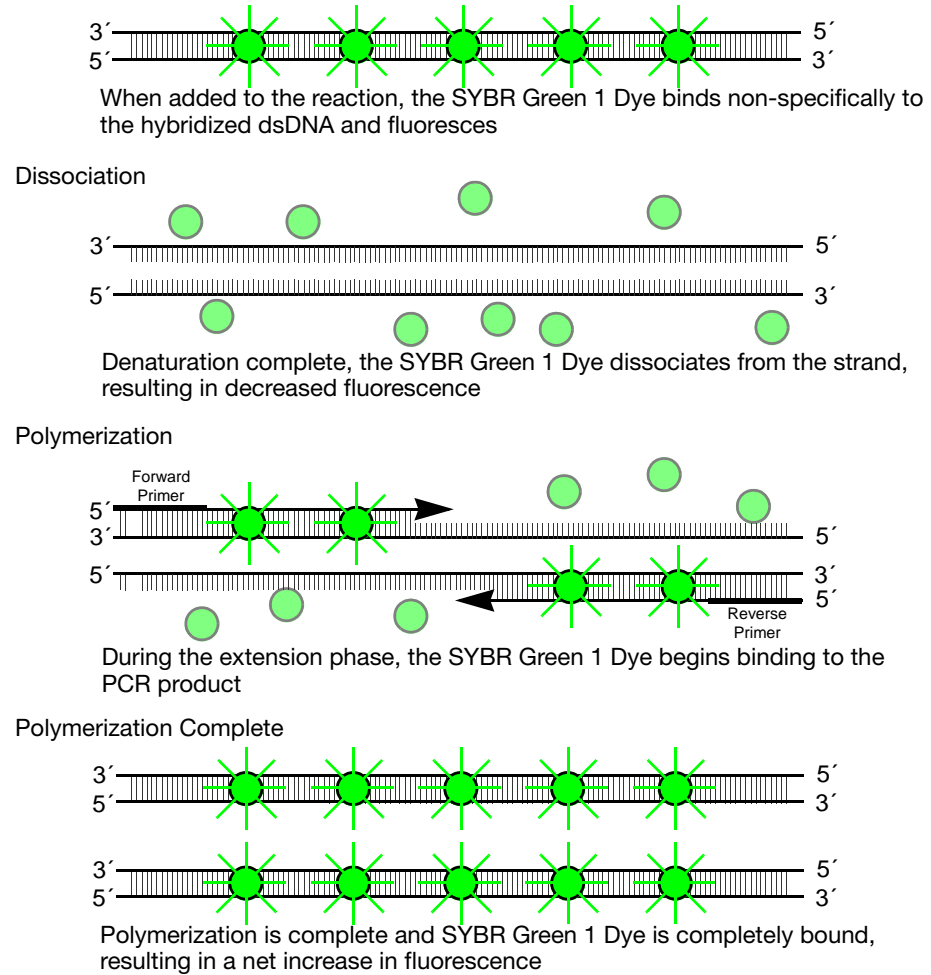 3´ 5´
5´ 3´
When added to the reaction, the SYBR Green 1 Dye binds non-specifically to
the hybridized dsDNA and fluoresces
Dissociation
3´ 5´
5´ 3´
Denaturation complete, the SYBR Green 1 Dye dissociates from the strand,
resulting in decreased fluorescence
Polymerization
Forward
Primer
5´
3´ 5´
5´ 3´
5´
Reverse
Primer
During the extension phase, the SYBR Green 1 Dye begins binding to the
PCR product
Polymerization Complete
3´ 5´
5´ 3´
3´ 5´
5´ 3´
Polymerization is complete and SYBR Green 1 Dye is completely bound,
resulting in a net increase in fluorescence